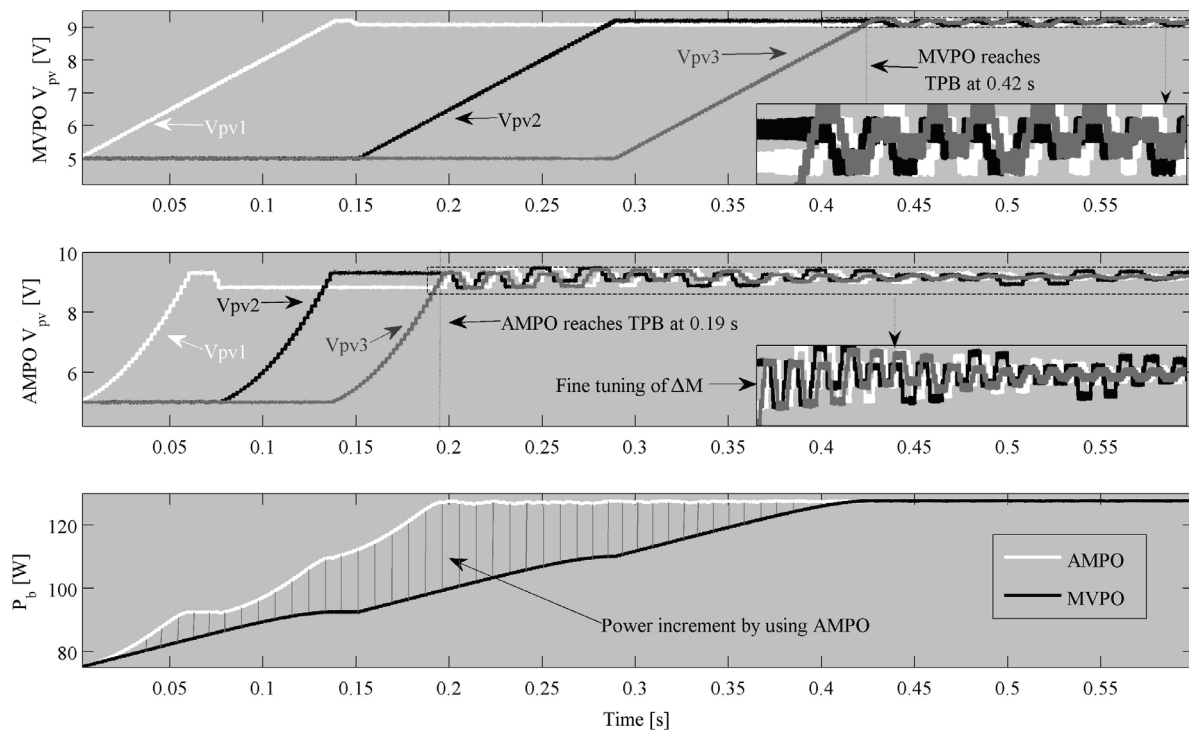 9
8
6
5
MVPO Vpv [V]
Vpv1
Vpv2
Vpv3
MVPO reaches
TPB at 0.42 s
0.05
0.1
0.15
0.2
0.25
0.3
0.35
0.4
0.45
0.5
0.55
10
8
6
AMPO Vpv [V]
Vpv1
Vpv2
Vpv3
AMPO reaches TPB at 0.19 s
Fine tuning of ΔM
0.05
0.1
0.15
0.2
0.25
0.3
0.35
0.4
0.45
0.5
0.55
120
100
80
Pb [W]
Power increment by using AMPO
AMPO
MVPO
0.05
0.1
0.15
0.2
0.25
0.3
0.35
0.4
0.45
0.5
0.55
Time [s]